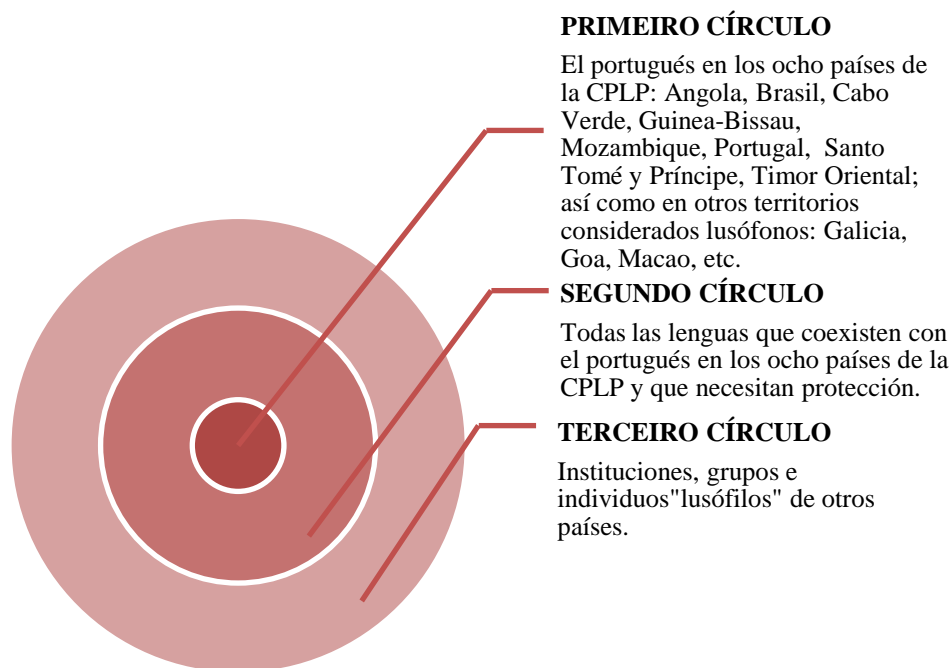 PRIMEIRO CÍRCULO
El portugués en los ocho países de
la CPLP: Angola, Brasil, Cabo
Verde, Guinea-Bissau,
Mozambique, Portugal, Santo
Tomé y Príncipe, Timor Oriental;
así como en otros territorios
considerados lusófonos: Galicia,
Goa, Macao, etc.
SEGUNDO CÍRCULO
Todas las lenguas que coexisten con
el portugués en los ocho países de la
CPLP y que necesitan protección.
TERCEIRO CÍRCULO
Instituciones, grupos e
individuos"lusófilos" de otros
países.